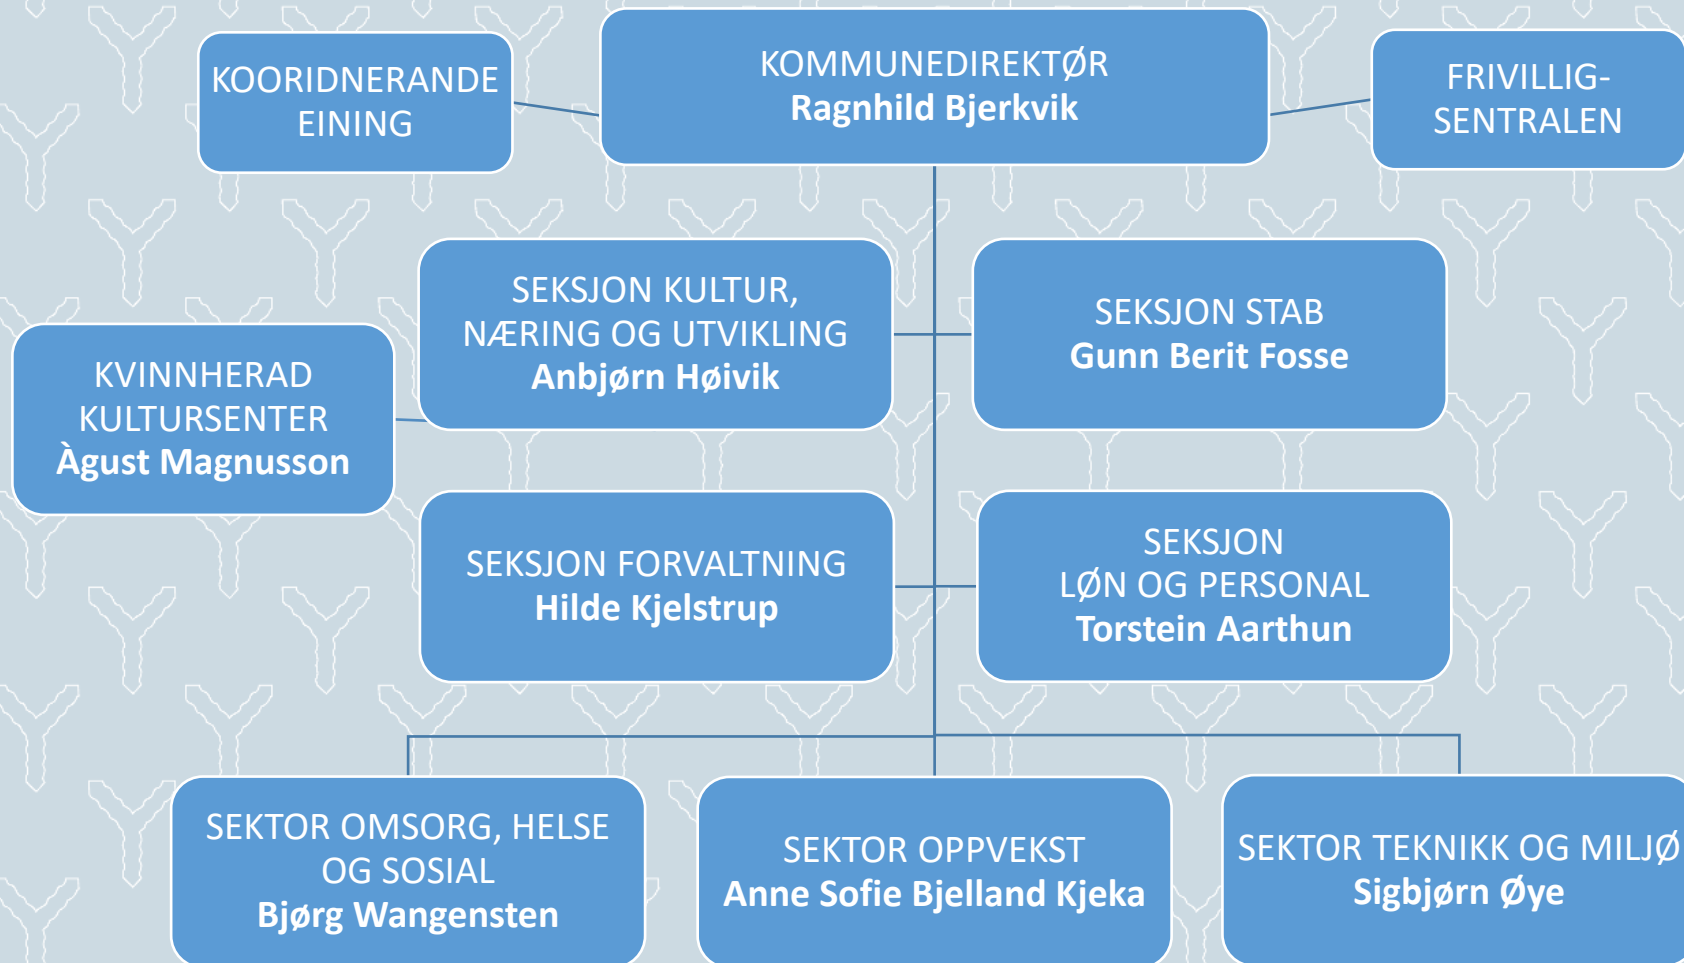 KOORIDNERANDE
EINING
KOMMUNEDIREKTØR
Ragnhild Bjerkvik
FRIVILLIG-
SENTRALEN
SEKSJON KULTUR,
NÆRING OG UTVIKLING
Anbjørn Høivik
SEKSJON STAB
Gunn Berit Fosse
KVINNHERAD
KULTURSENTER
Àgust Magnusson
SEKSJON FORVALTNING
Hilde Kjelstrup
SEKSJON
LØN OG PERSONAL
Torstein Aarthun
SEKTOR OMSORG, HELSE
OG SOSIAL
Bjørg Wangensten
SEKTOR OPPVEKST
Anne Sofie Bjelland Kjeka
SEKTOR TEKNIKK OG MILJØ
Sigbjørn Øye